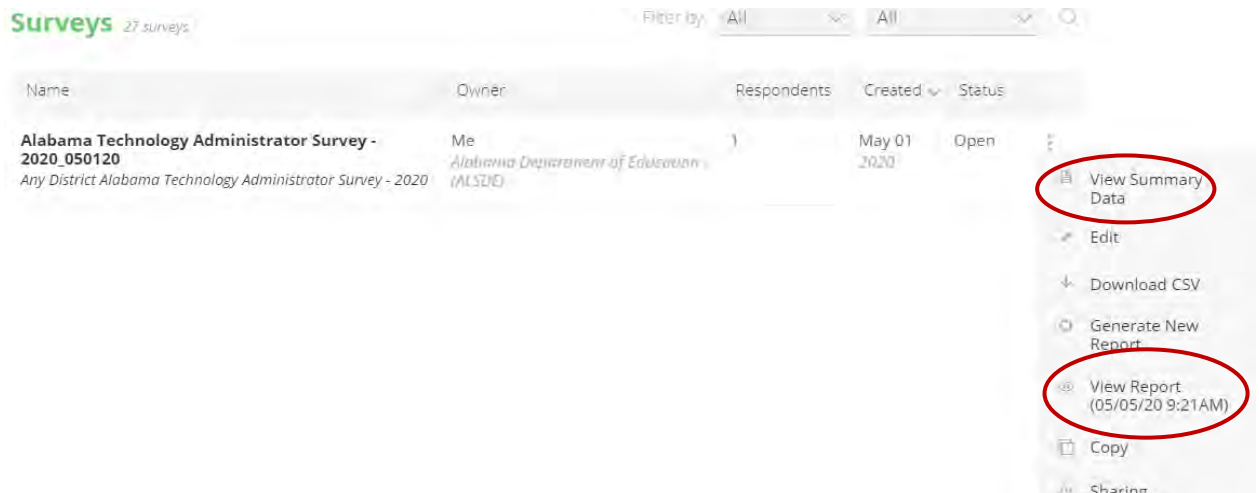 Surveys 27 surveys
Filter by All All
Name Owner Respondents Created Status
Alabama Technology Administrator Survey -
2020_050120
Any District Alabama Technology Administrator Survey - 2020
Me
Alabama Department of Education -
(ALSDE)
1
May 01
2020
Open
View Summary
Data
Edit
Download CSV
Generate New
Report
View Report
(05/05/20 9:21AM)
Copy
Sharing